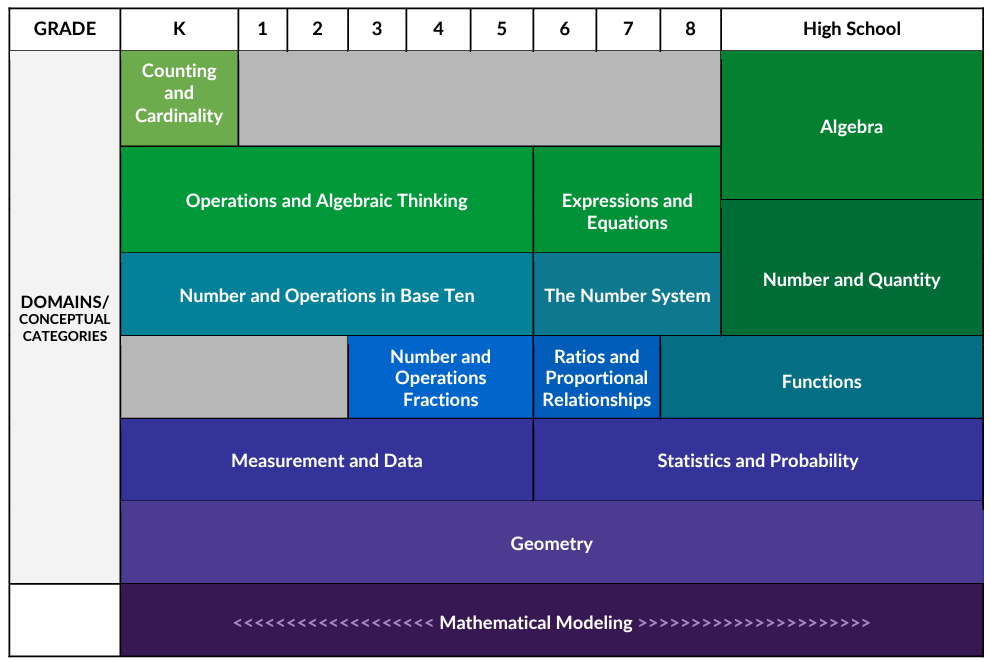 GRADE K 1 2 3 4 5 6 7 8 High School
Counting
and
Cardinality
Algebra
Operations and Algebraic Thinking
Expressions and
Equations
DOMAINS/
CONCEPTUAL
CATEGORIES
Number and Operations in Base Ten
The Number System
Number and Quantity
Number and
Operations
Fractions
Ratios and
Proportional
Relationships
Functions
Measurement and Data
Statistics and Probability
Geometry
<<<<<<<<<<<<<<<<<<< Mathematical Modeling >>>>>>>>>>>>>>>>>>>>>>